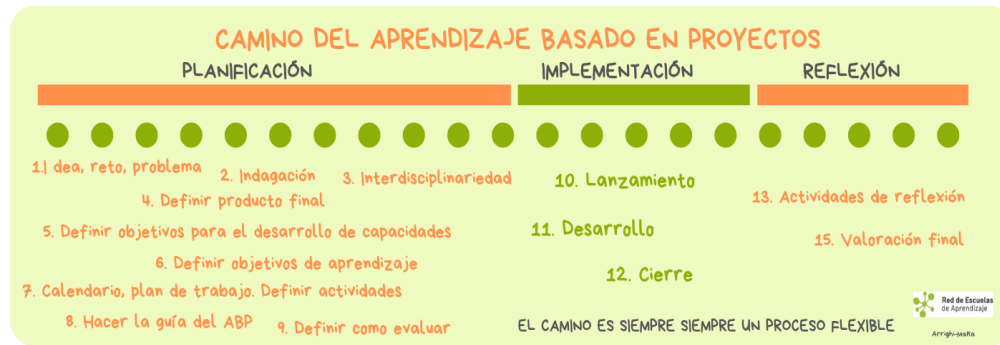 CAMINO DEL APRENDIZAJE BASADO EN PROYECTOS
PLANIFICACIÓN
IMPLEMENTACIÓN
REFLEXIÓN
1.I dea, reto, problema
2. Indagación
3. Interdisciplinariedad
4. Definir producto final
5. Definir objetivos para el desarrollo de capacidades
6. Definir objetivos de aprendizaje
7. Calendario, plan de trabajo. Definir actividades
8. Hacer la guía del ABP
9. Definir como evaluar
10. Lanzamiento
11. Desarrollo
12. Cierre
13. Actividades de reflexión
15. Valoración final
EL CAMINO ES SIEMPRE SIEMPRE UN PROCESO FLEXIBLE
Red de Escuelas
de Aprendizaje
Arrighi-MaKa